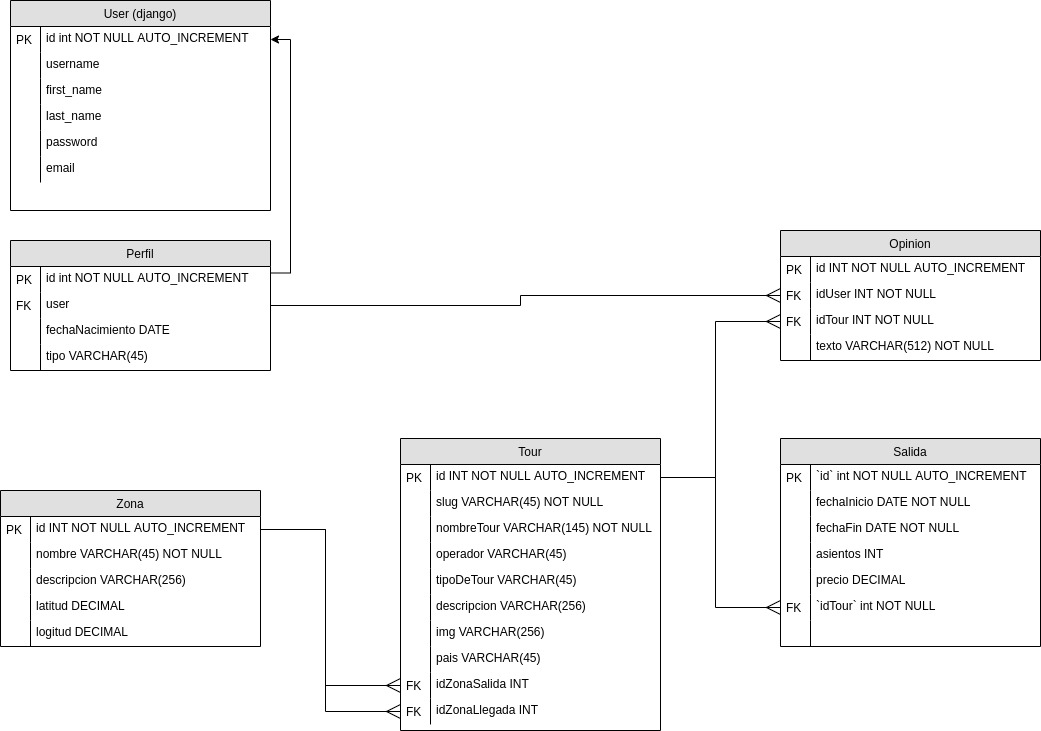 User (django)
PK id int NOT NULL AUTO_INCREMENT
username
first_name
last_name
password
email
Perfil
PK id int NOT NULL AUTO_INCREMENT
FK user
fechaNacimiento DATE
tipo VARCHAR(45)
Opinion
PK id INT NOT NULL AUTO_INCREMENT
FK idUser INT NOT NULL
FK idTour INT NOT NULL
texto VARCHAR(512) NOT NULL
Zona
PK id INT NOT NULL AUTO_INCREMENT
nombre VARCHAR(45) NOT NULL
descripcion VARCHAR(256)
latitud DECIMAL
logitud DECIMAL
Tour
PK id INT NOT NULL AUTO_INCREMENT
slug VARCHAR(45) NOT NULL
nombreTour VARCHAR(145) NOT NULL
operador VARCHAR(45)
tipoDeTour VARCHAR(45)
descripcion VARCHAR(256)
img VARCHAR(256)
pais VARCHAR(45)
FK idZonaSalida INT
FK idZonaLlegada INT
Salida
PK `id` int NOT NULL AUTO_INCREMENT
fechaInicio DATE NOT NULL
fechaFin DATE NOT NULL
asientos INT
precio DECIMAL
FK `idTour` int NOT NULL